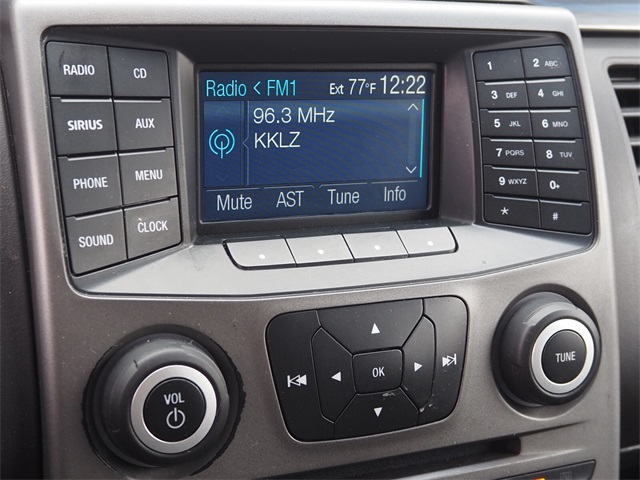 RADIO
CD
SIRIUS
AUX
PHONE
MENU
SOUND
CLOCK
Radio < FM1 Ext 77°F 12:22
96.3 MHz
KKLZ
Mute AST Tune Info
1
2 ABC
3 DEF
4 GHI
5 JKL
6 MNO
7 PQRS
8 TUV
9 WXYZ
0+
*
#
VOL
OK
TUNE